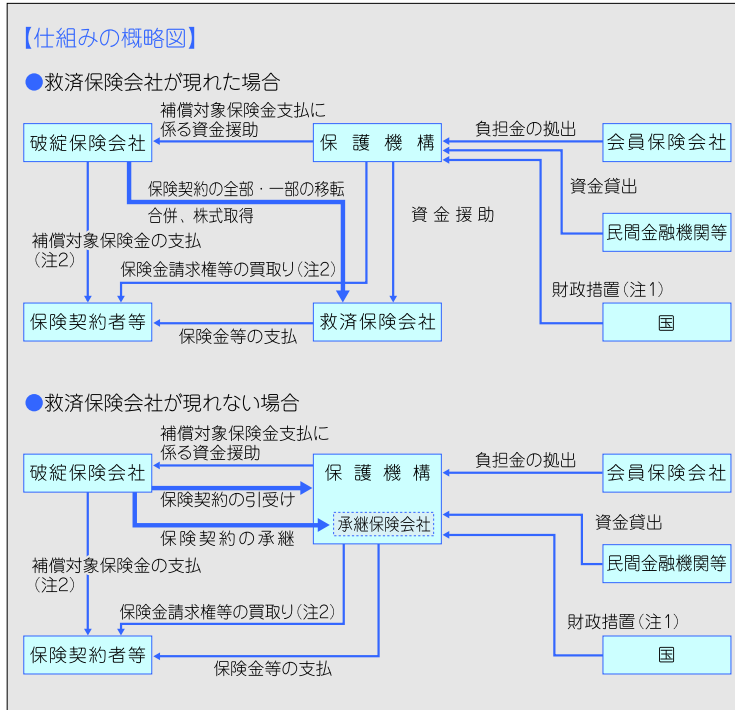 【仕組みの概略図】
●救済保険会社が現れた場合
補償対象保険金支払に
係る資金援助
負担金の拠出
破綻保険会社
保護機構
会員保険会社
資金貸出
保険契約の全部・一部の移転
合併、株式取得
資金援助
民間金融機関等
補償対象保険金の支払
(注2)
保険金請求権等の買取り(注2)
財政措置(注1)
保険契約者等
救済保険会社
国
保険金等の支払
●救済保険会社が現れない場合
補償対象保険金支払に
係る資金援助
負担金の拠出
破綻保険会社
保護機構
会員保険会社
保険契約の引受け
承継保険会社
資金貸出
保険契約の承継
補償対象保険金の支払
(注2)
民間金融機関等
保険金請求権等の買取り(注2)
財政措置(注1)
保険契約者等
国
保険金等の支払